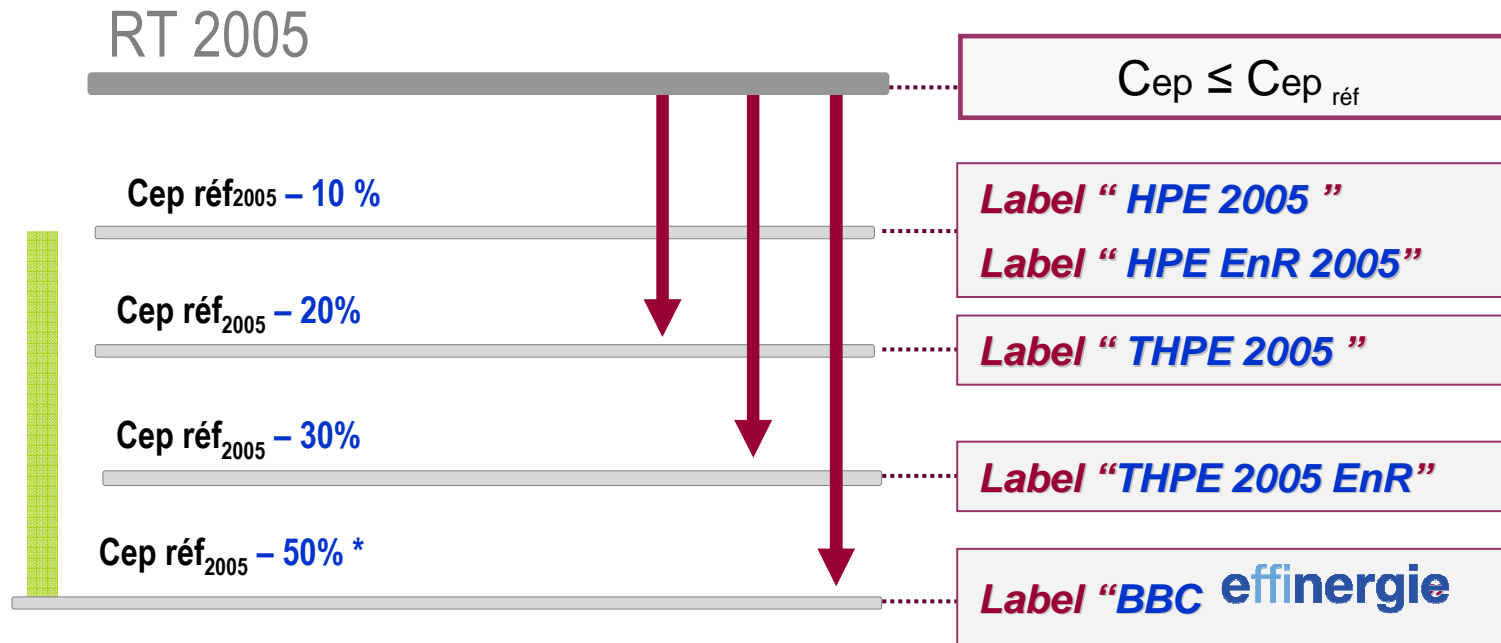 RT 2005
Cep ≤ Cep réf
Cep réf2005 – 10 %
Label “ HPE 2005 ”
Label “ HPE EnR 2005”
Cep réf2005 – 20%
Label “ THPE 2005 ”
Cep réf2005 – 30%
Label “THPE 2005 EnR”
Cep réf2005 – 50% *
Label “BBC effinergie ”